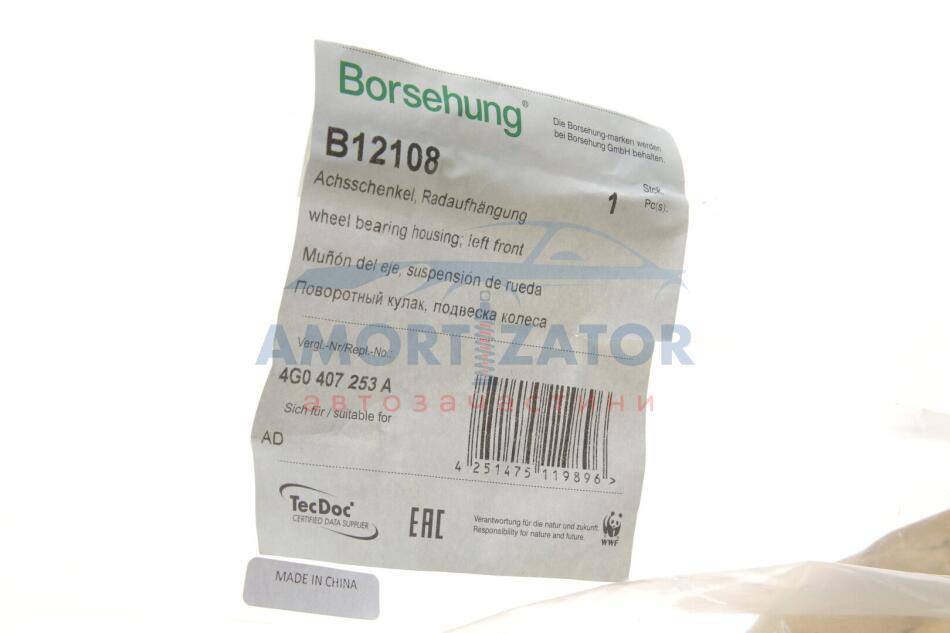 Borsehung®
Die Borsehung-marken werden
bei Borsehung GmbH behalten.
B12108
1
Stck.
Pc(s).
Achsschenkel, Radaufhängung
wheel bearing housing; left front
Muñón del eje, suspensión de rueda
Поворотный кулак, подвеска колеса
AMORTIZATOR
автозачастини
Vergl.-Nr/Repl.-No.:
4G0 407 253 A
Sich für / suitable for
AD
4 251475 119896 >
TecDoc®
CERTIFIED DATA SUPPLIER
EAC
Verantwortung für die natur und zukunft.
Responsibility for nature and future.
WWF
MADE IN CHINA